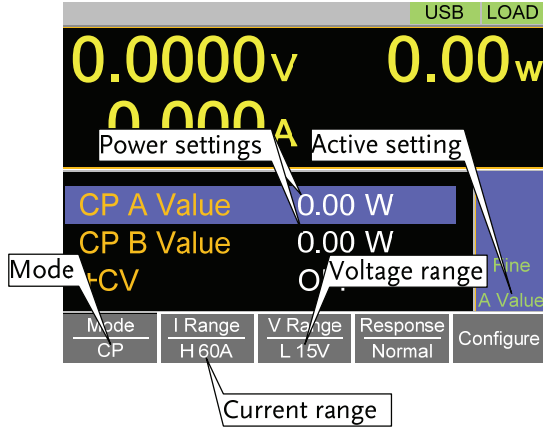 USB LOAD
0.0000V 0.00W
0.000A
Power settings
Active setting
CP A Value 0.00 W
CP B Value 0.00 W
Mode
+CV
Voltage range
Fine
A Value
Mode I Range V Range Response Configure
CP H 60A L 15V Normal
Current range